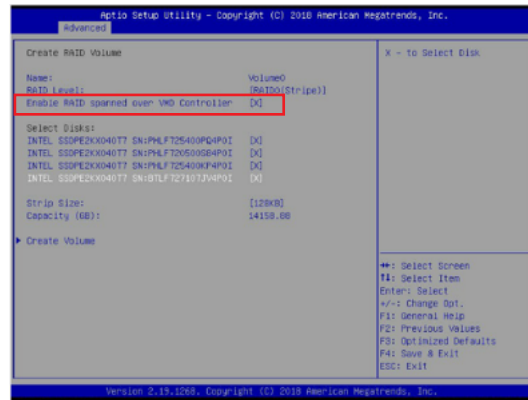 Aptio Setup Utility - Copyright (C) 2018 American Megatrends, Inc.
Advanced
Create RAID Volume
Name: Volume0
RAID Level: [RAID0(Stripe)]
Enable RAID spanned over VMD Controller [X]
Select Disks:
INTEL SSDPE2KX040T7 SN:PHLF725400PQ4P0I [X]
INTEL SSDPE2KX040T7 SN:PHLF720500S84P0I [X]
INTEL SSDPE2KX040T7 SN:PHLF725400KP4P0I [X]
INTEL SSDPE2KX040T7 SN:BTLF727107JV4P0I [X]
Strip Size: [128KB]
Capacity (GB): 14158.88
Create Volume
X - to Select Disk
↔: Select Screen
↑↓: Select Item
Enter: Select
+/-: Change Opt.
F1: General Help
F2: Previous Values
F3: Optimized Defaults
F4: Save & Exit
ESC: Exit
Version 2.19.1268. Copyright (C) 2018 American Megatrends, Inc.